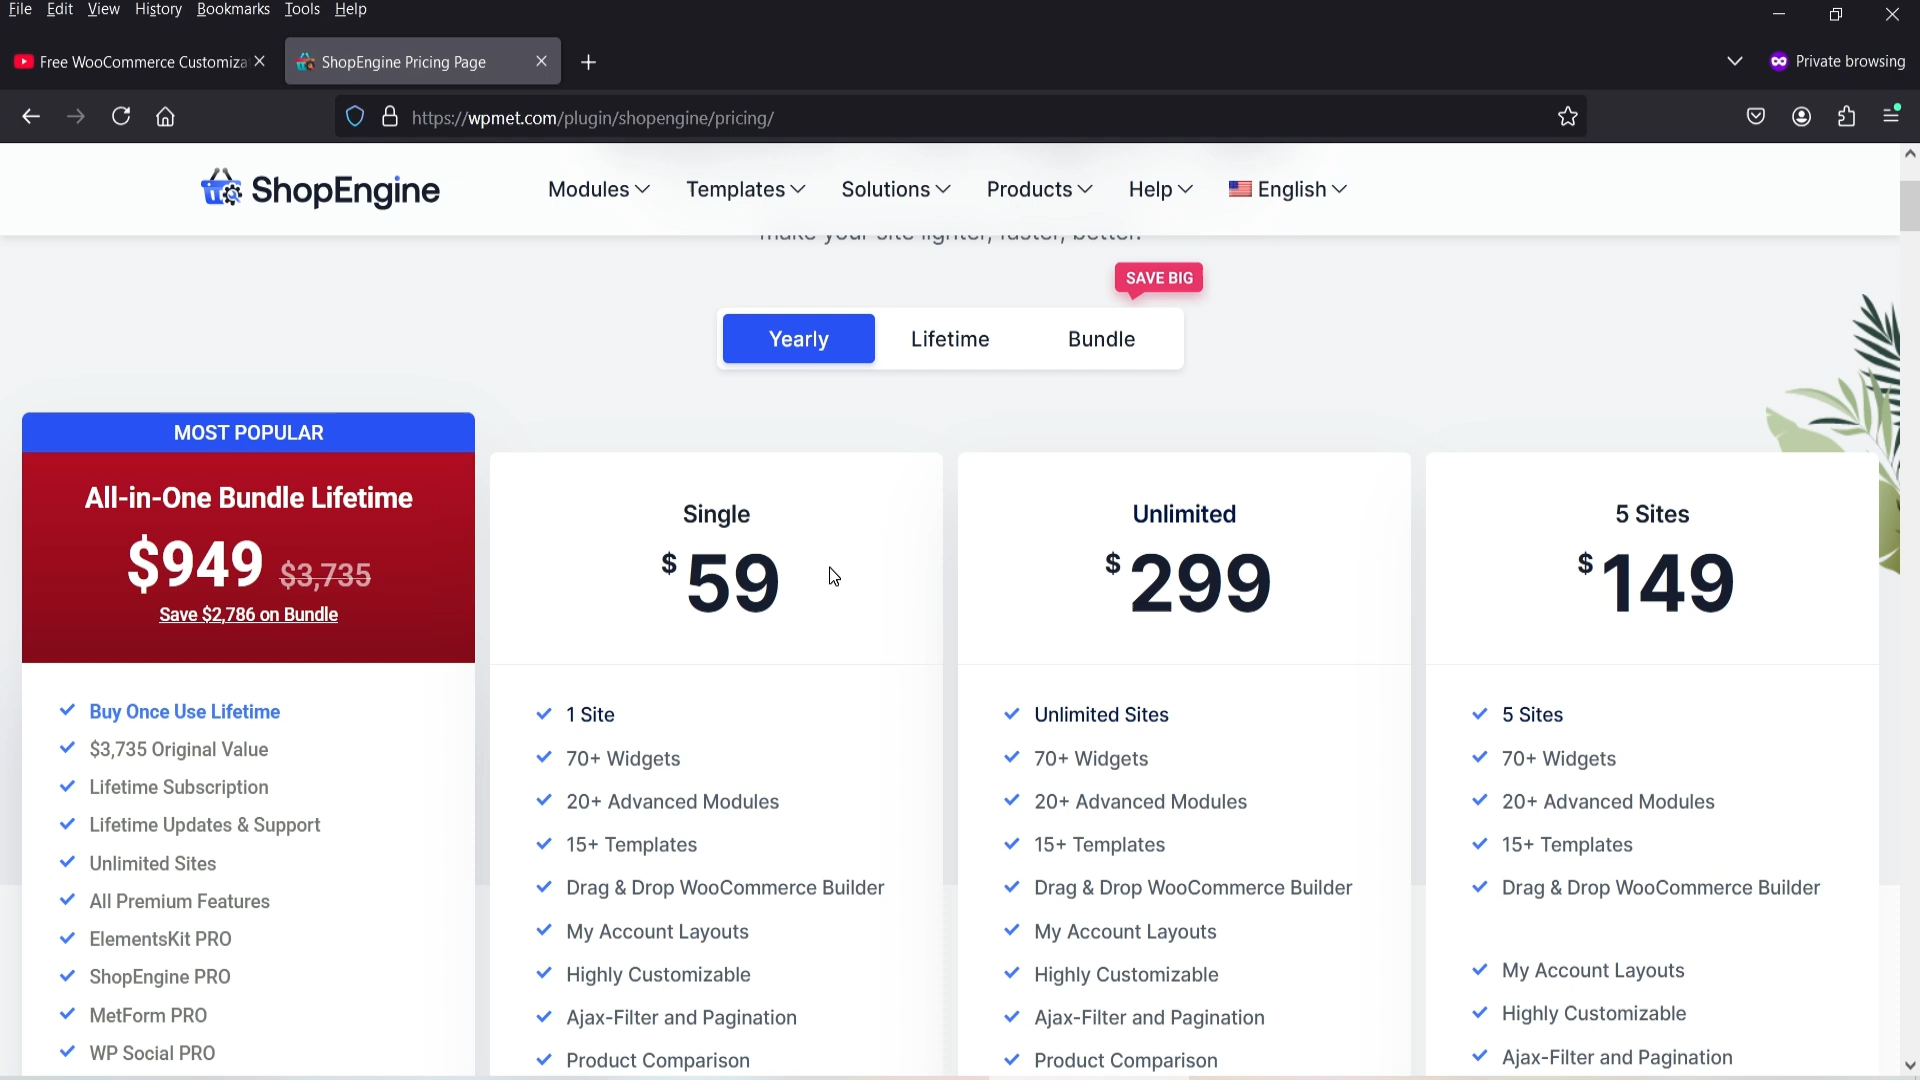 File Edit View History Bookmarks Tools Help
Free WooCommerce Customiza
ShopEngine Pricing Page
Private browsing
https://wpmet.com/plugin/shopengine/pricing/
ShopEngine
Modules
Templates
Solutions
Products
Help
English
make your site lighter, faster, better.
SAVE BIG
Yearly
Lifetime
Bundle
MOST POPULAR
All-in-One Bundle Lifetime
$949 $3,735
Save $2,786 on Bundle
Buy Once Use Lifetime
$3,735 Original Value
Lifetime Subscription
Lifetime Updates & Support
Unlimited Sites
All Premium Features
ElementsKit PRO
ShopEngine PRO
MetForm PRO
WP Social PRO
Single
$59
1 Site
70+ Widgets
20+ Advanced Modules
15+ Templates
Drag & Drop WooCommerce Builder
My Account Layouts
Highly Customizable
Ajax-Filter and Pagination
Product Comparison
Unlimited
$299
Unlimited Sites
70+ Widgets
20+ Advanced Modules
15+ Templates
Drag & Drop WooCommerce Builder
My Account Layouts
Highly Customizable
Ajax-Filter and Pagination
Product Comparison
5 Sites
$149
5 Sites
70+ Widgets
20+ Advanced Modules
15+ Templates
Drag & Drop WooCommerce Builder
My Account Layouts
Highly Customizable
Ajax-Filter and Pagination